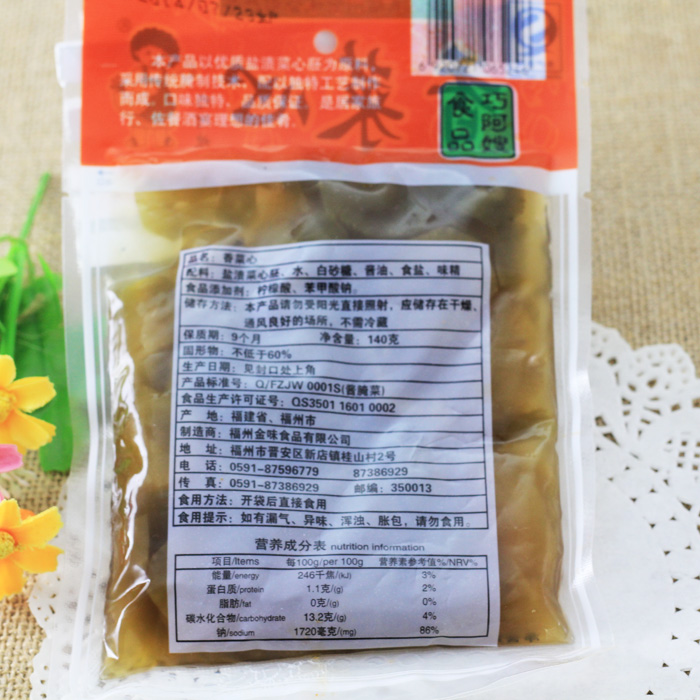 本产品以优质盐渍菜心胚为原料,
采用传统腌制技术,配以独特工艺制作
而成,口味独特、品质保证,是居家旅
行、佐餐酒宴理想的佳肴.
巧阿嫂
食品
品名:香菜心
配料:盐渍菜心胚、水、白砂糖、酱油、食盐、味精
食品添加剂:柠檬酸、苯甲酸钠。
储存方法:本产品请勿受阳光直接照射,应储存在干燥、
通风良好的场所,不需冷藏
保质期:9个月 净含量:140克
固形物:不低于60%
生产日期:见封口处上角
产品标准号:Q/FZJW 0001S(酱腌菜)
食品生产许可证号:QS3501 1601 0002
产 地:福建省、福州市
制造商:福州金味食品有限公司
地 址:福州市晋安区新店镇桂山村2号
电 话:0591-87596779 87386929
传 真:0591-87386929 邮编:350013
食用方法:开袋后直接食用
食用提示:如有漏气、异味、浑浊、胀包,请勿食用。
营养成分表 nutrition information
项目/Items 每100g/per 100g 营养素参考值%/NRV%
能量/energy 246千焦/(kJ) 3%
蛋白质/protein 1.1克/(g) 2%
脂肪/fat 0克/(g) 0%
碳水化合物/carbohydrate 13.2克/(g) 4%
钠/sodium 1720毫克/(mg) 86%